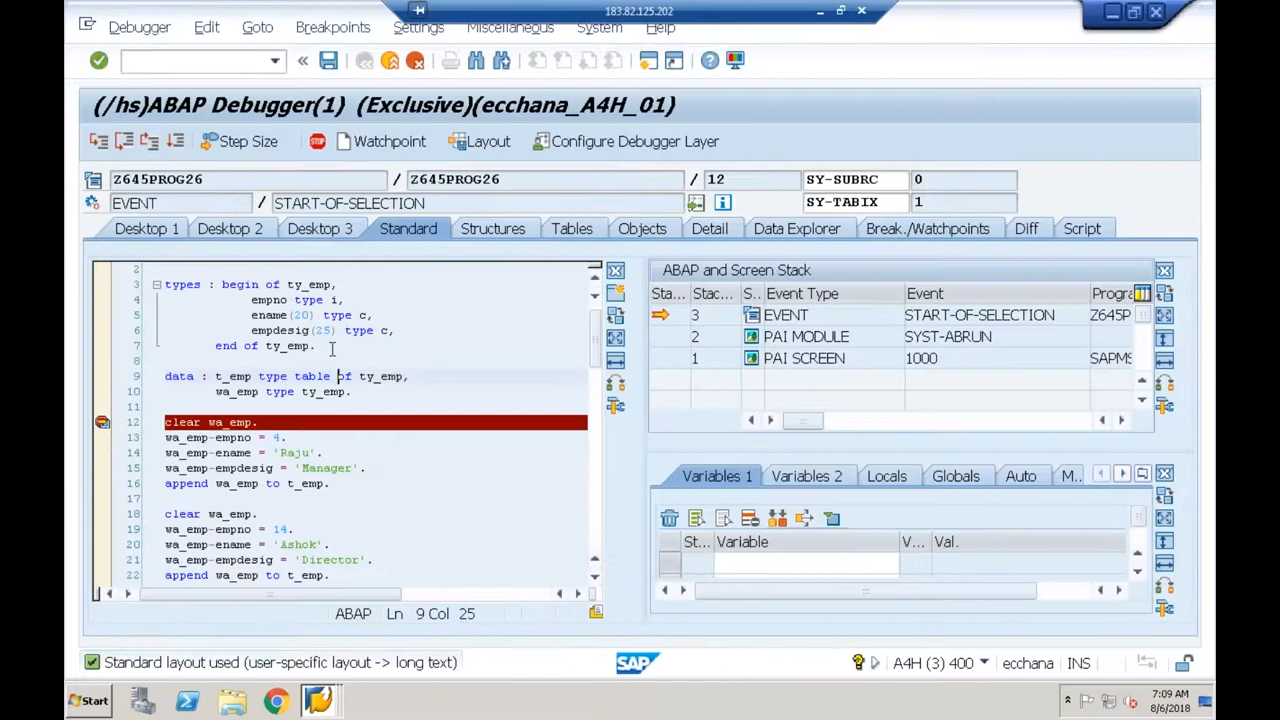 183.82.125.202
Debugger Edit Goto Breakpoints Settings Miscellaneous System Help
(/hs)ABAP Debugger(1) (Exclusive)(ecchana_A4H_01)
Step Size STOP Watchpoint Layout Configure Debugger Layer
Z645PROG26 / Z645PROG26 / 12 SY-SUBRC 0
EVENT / START-OF-SELECTION SY-TABIX 1
Desktop 1 Desktop 2 Desktop 3 Standard Structures Tables Objects Detail Data Explorer Break./Watchpoints Diff Script
2
3 types : begin of ty_emp,
4 empno type i,
5 ename(20) type c,
6 empdesig(25) type c,
7 end of ty_emp.
8
9 data : t_emp type table of ty_emp,
10 wa_emp type ty_emp.
11
12 clear wa_emp.
13 wa_emp-empno = 4.
14 wa_emp-ename = 'Raju'.
15 wa_emp-empdesig = 'Manager'.
16 append wa_emp to t_emp.
17
18 clear wa_emp.
19 wa_emp-empno = 14.
20 wa_emp-ename = 'Ashok'.
21 wa_emp-empdesig = 'Director'.
22 append wa_emp to t_emp.
ABAP Ln 9 Col 25
ABAP and Screen Stack
Sta... Stac... S.. Event Type Event Progra
3 EVENT START-OF-SELECTION Z645P
2 PAI MODULE SYST-ABRUN
1 PAI SCREEN 1000 SAPMS
Variables 1 Variables 2 Locals Globals Auto M...
St... Variable V... Val.
Standard layout used (user-specific layout -> long text)
SAP
A4H (3) 400 ecchana INS
Start
7:09 AM
8/6/2018